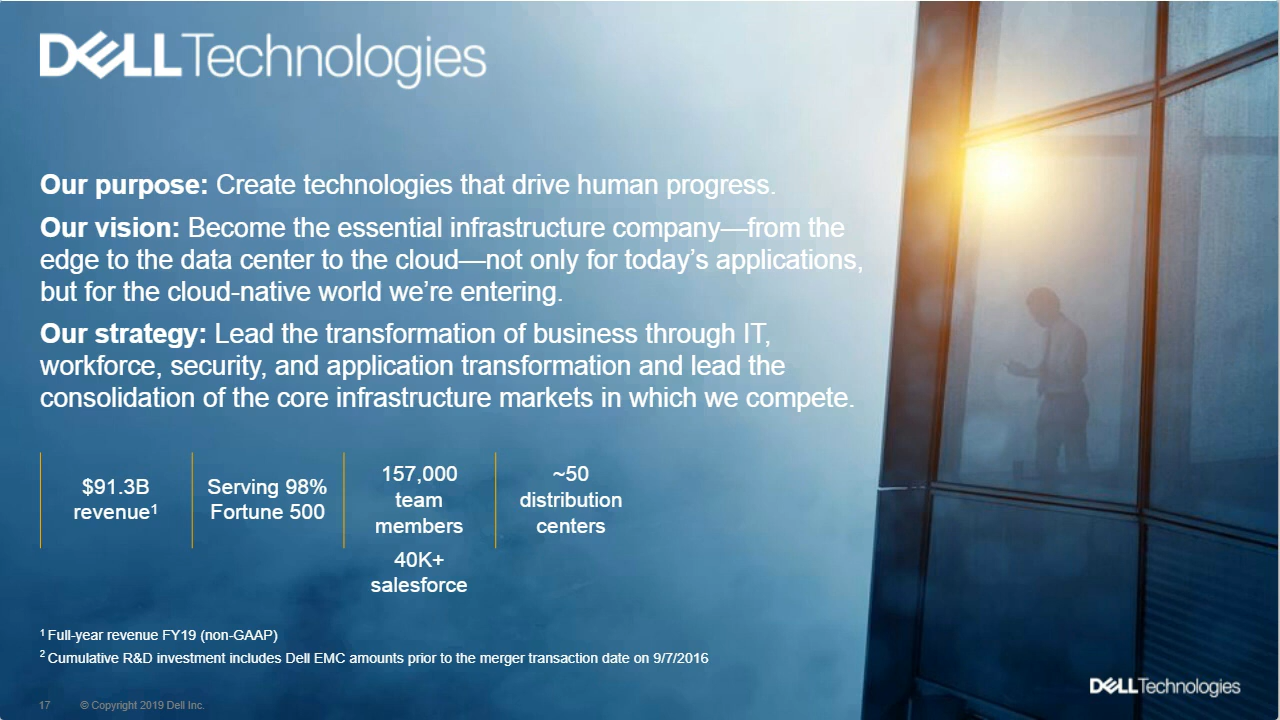 DELL Technologies
Our purpose: Create technologies that drive human progress.
Our vision: Become the essential infrastructure company—from the
edge to the data center to the cloud—not only for today’s applications,
but for the cloud-native world we’re entering.
Our strategy: Lead the transformation of business through IT,
workforce, security, and application transformation and lead the
consolidation of the core infrastructure markets in which we compete.
$91.3B
revenue¹
Serving 98%
Fortune 500
157,000
team
members
40K+
salesforce
~50
distribution
centers
¹ Full-year revenue FY19 (non-GAAP)
² Cumulative R&D investment includes Dell EMC amounts prior to the merger transaction date on 9/7/2016
17 © Copyright 2019 Dell Inc.
DELL Technologies